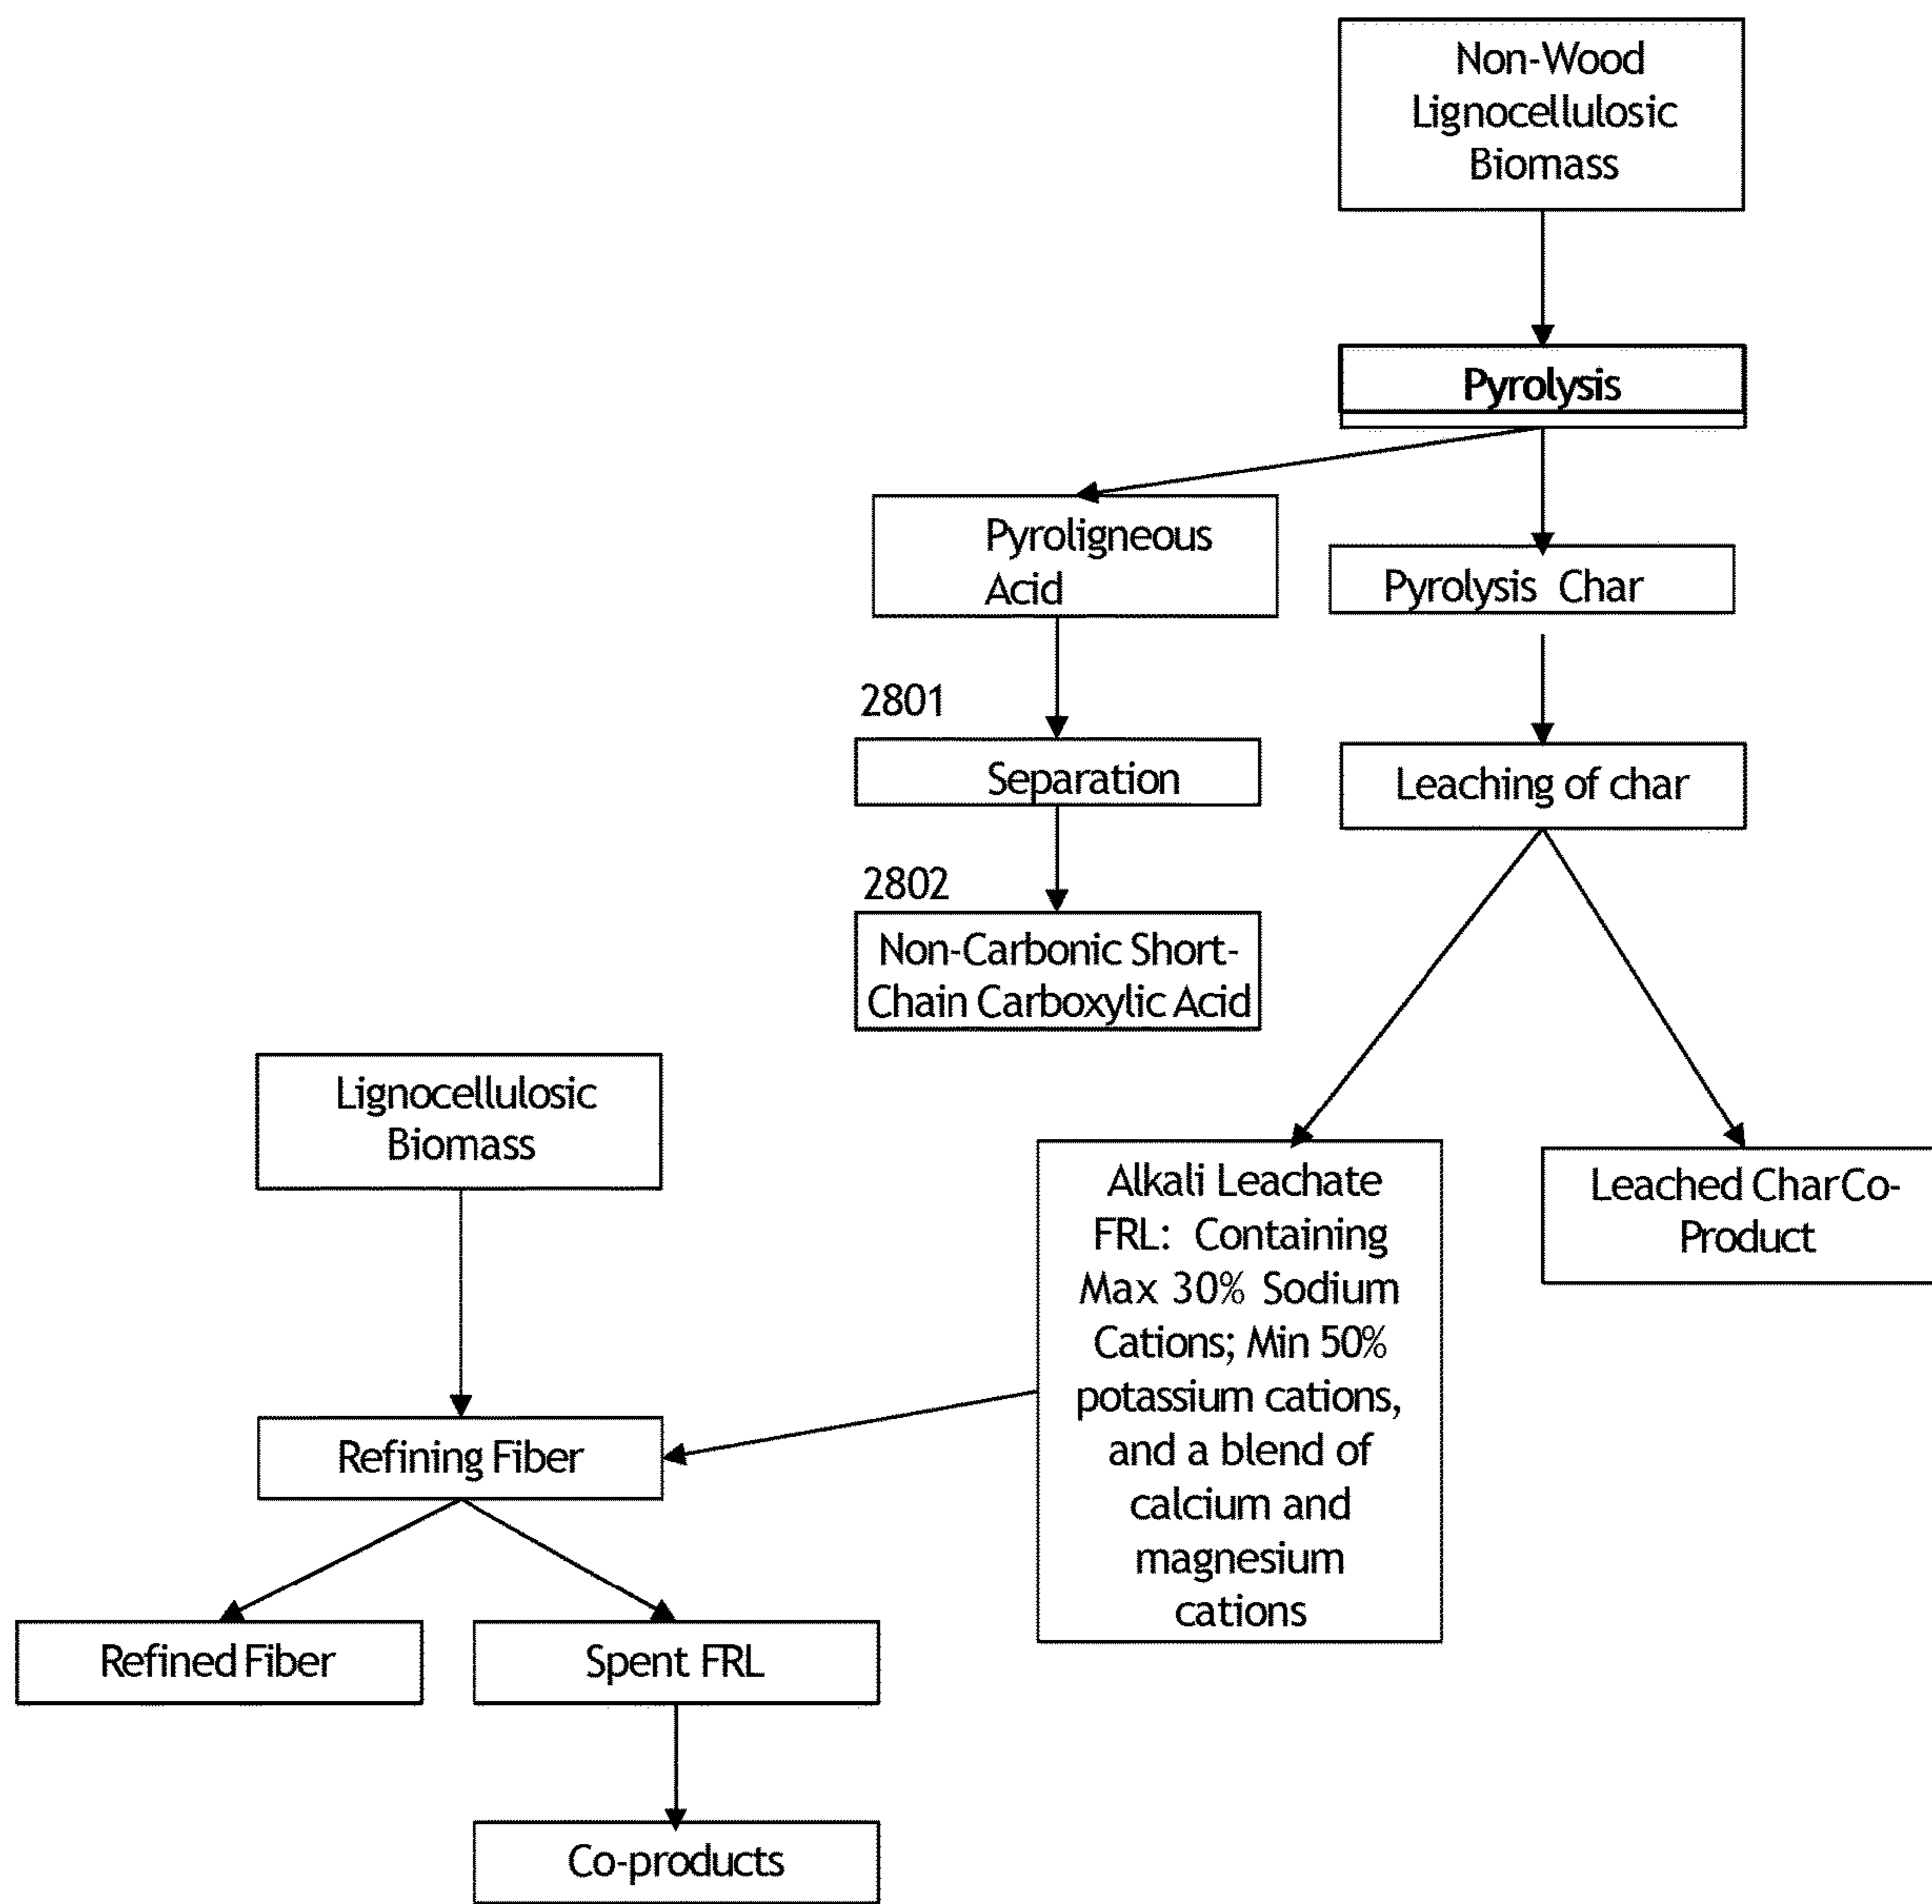 Non-Wood
Lignocellulosic
Biomass
Pyrolysis
Pyroligneous
Acid
Pyrolysis Char
2801
Separation
Leaching of char
2802
Non-Carbonic Short-
Chain Carboxylic Acid
Lignocellulosic
Biomass
Alkali Leachate
FRL: Containing
Max 30% Sodium
Cations; Min 50%
potassium cations,
and a blend of
calcium and
magnesium
cations
Leached CharCo-
Product
Refining Fiber
Refined Fiber
Spent FRL
Co-products